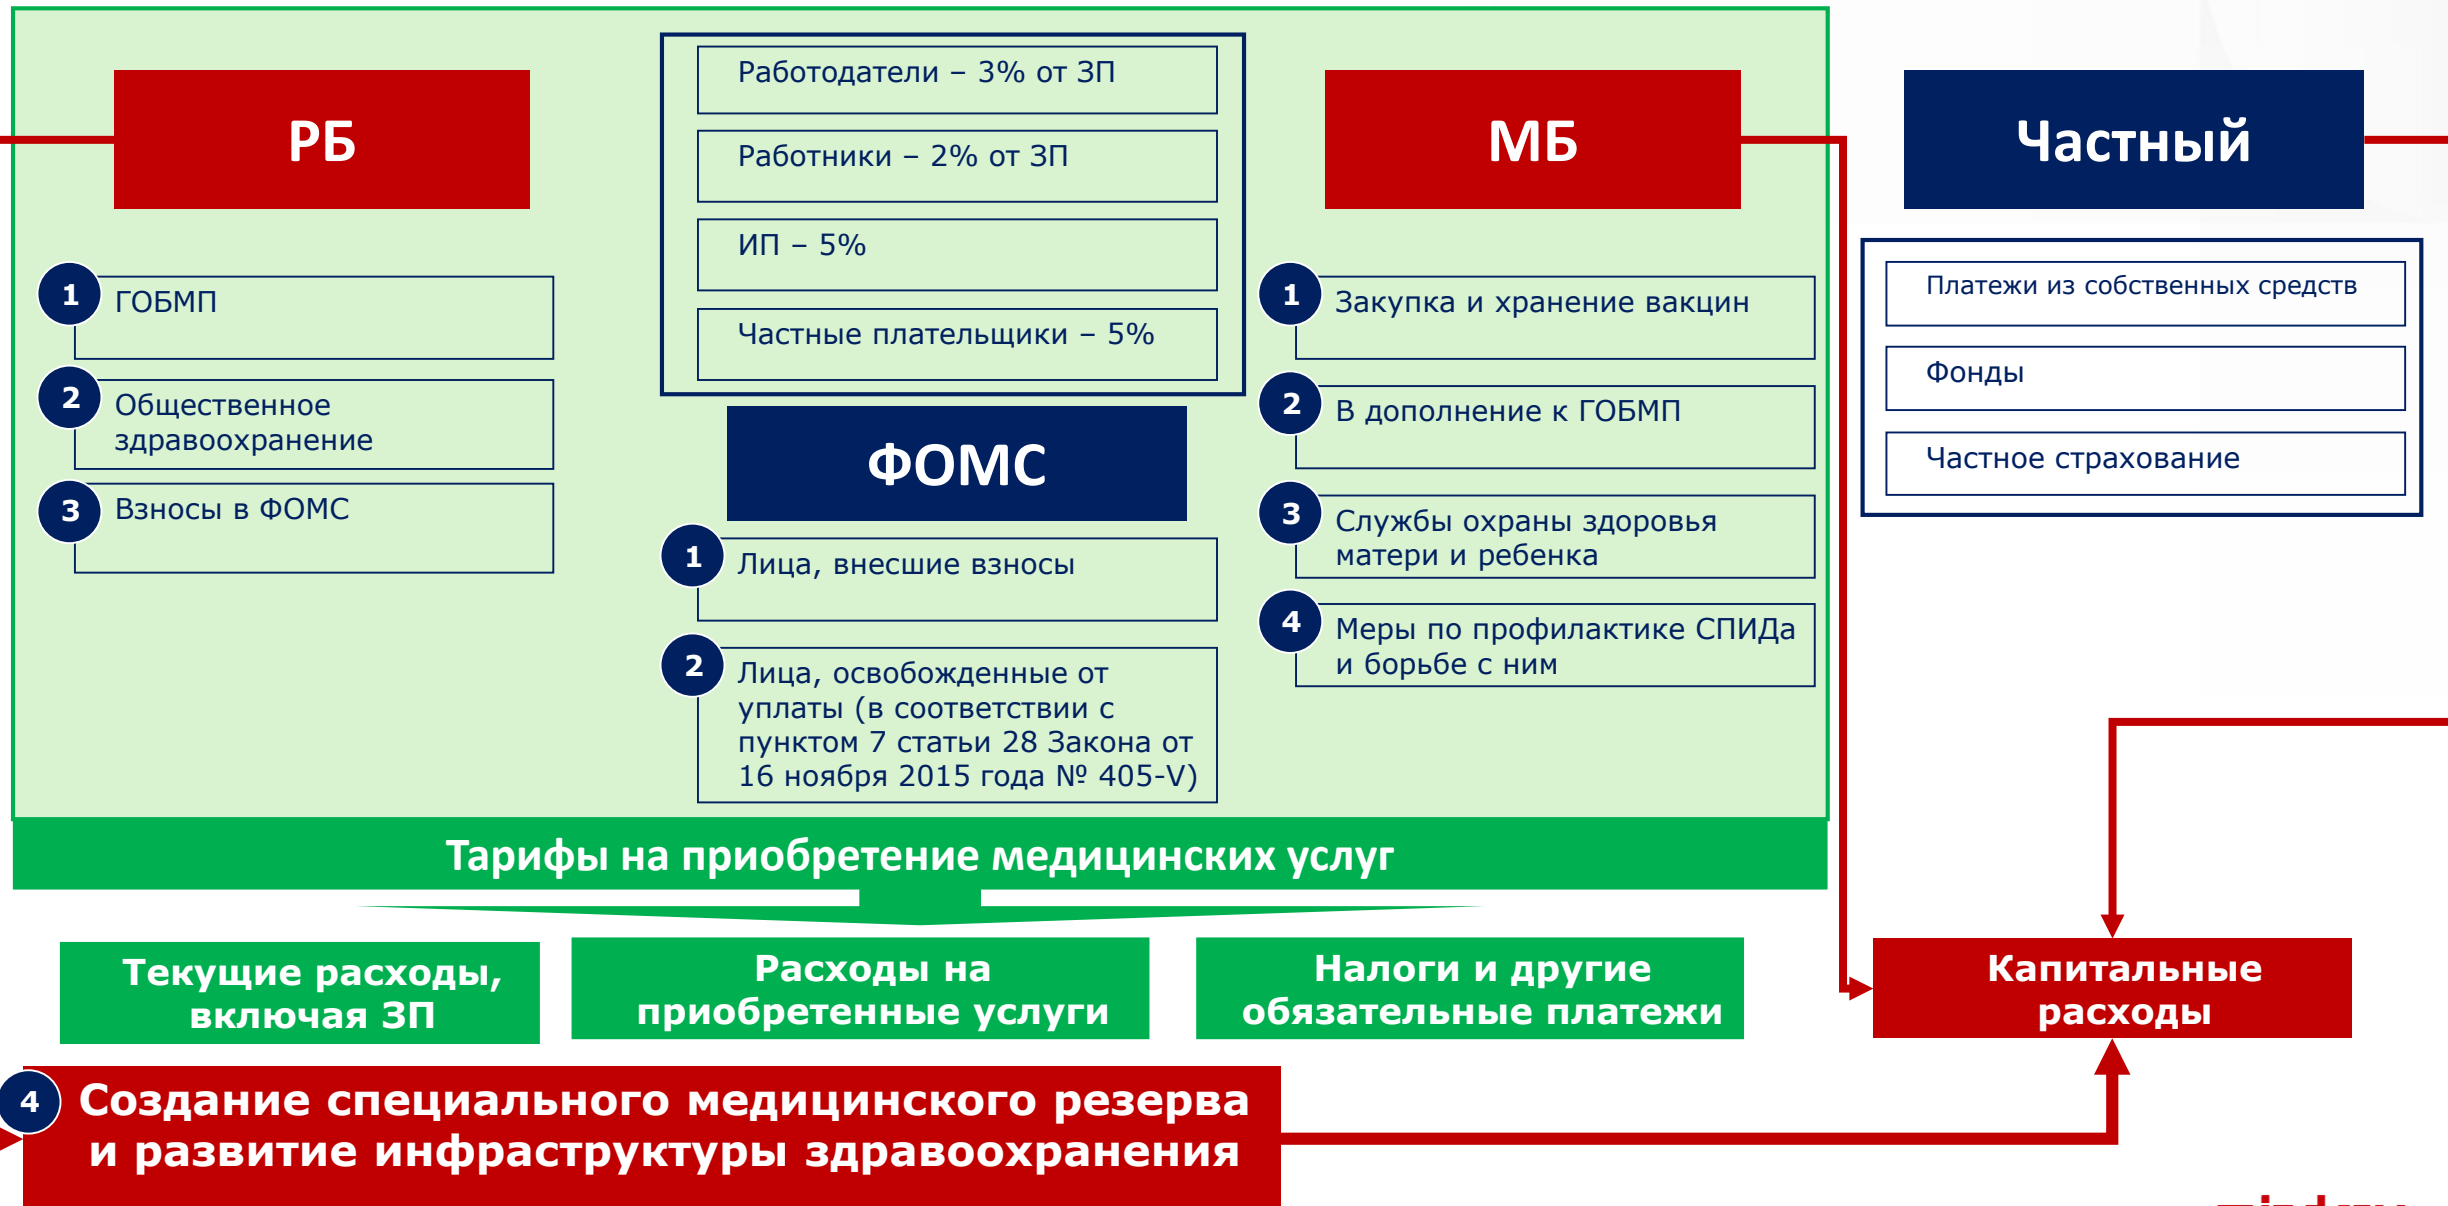 РБ
1
ГОБМП
2
Общественное
здравоохранение
3
Взносы в ФОМС
Работодатели – 3% от ЗП
Работники – 2% от ЗП
ИП – 5%
Частные плательщики – 5%
ФОМС
1
Лица, внесшие взносы
2
Лица, освобожденные от
уплаты (в соответствии с
пунктом 7 статьи 28 Закона от
16 ноября 2015 года № 405-V)
МБ
1
Закупка и хранение вакцин
2
В дополнение к ГОБМП
3
Службы охраны здоровья
матери и ребенка
4
Меры по профилактике СПИДа
и борьбе с ним
Частный
Платежи из собственных средств
Фонды
Частное страхование
Тарифы на приобретение медицинских услуг
Текущие расходы,
включая ЗП
Расходы на
приобретенные услуги
Налоги и другие
обязательные платежи
Капитальные
расходы
4
Создание специального медицинского резерва
и развитие инфраструктуры здравоохранения